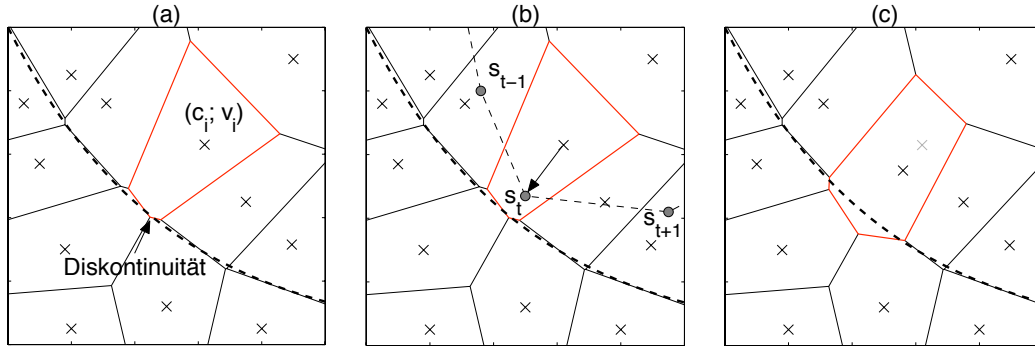 (a)
(b)
(c)
(c_i; v_i)
Diskontinuität
s_{t−1}
s_t
s_{t+1}